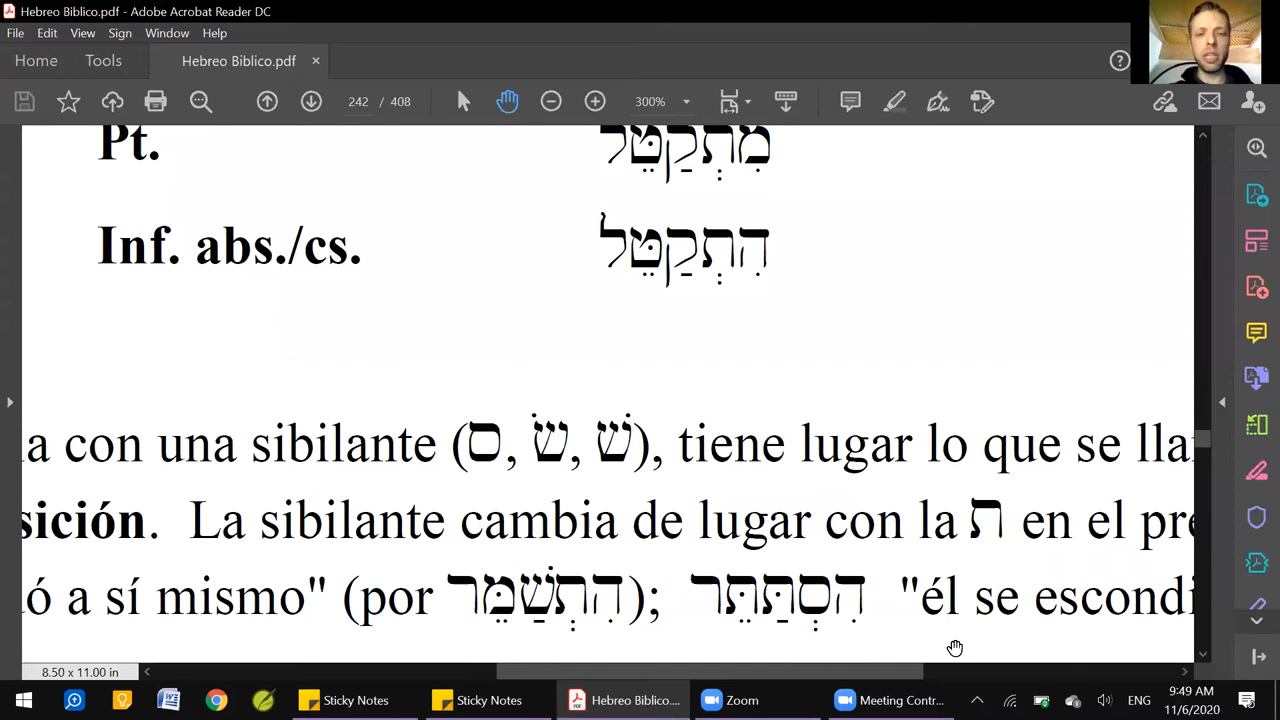 Hebreo Biblico.pdf - Adobe Acrobat Reader DC
File Edit View Sign Window Help
Home Tools Hebreo Biblico.pdf ×
242 / 408 300%
Pt. מִתְקַטֵּל
Inf. abs./cs. הִתְקַטֵּל
a con una sibilante (שׁ, שׂ, ס), tiene lugar lo que se lla
sición. La sibilante cambia de lugar con la ת en el pre
ó a sí mismo" (por הִתְשַׁמֵּר); הִסְתַּתֵּר "él se escondi
8.50 x 11.00 in
Sticky Notes Sticky Notes Hebreo Biblico.... Zoom Meeting Contr... ENG 9:49 AM
11/6/2020